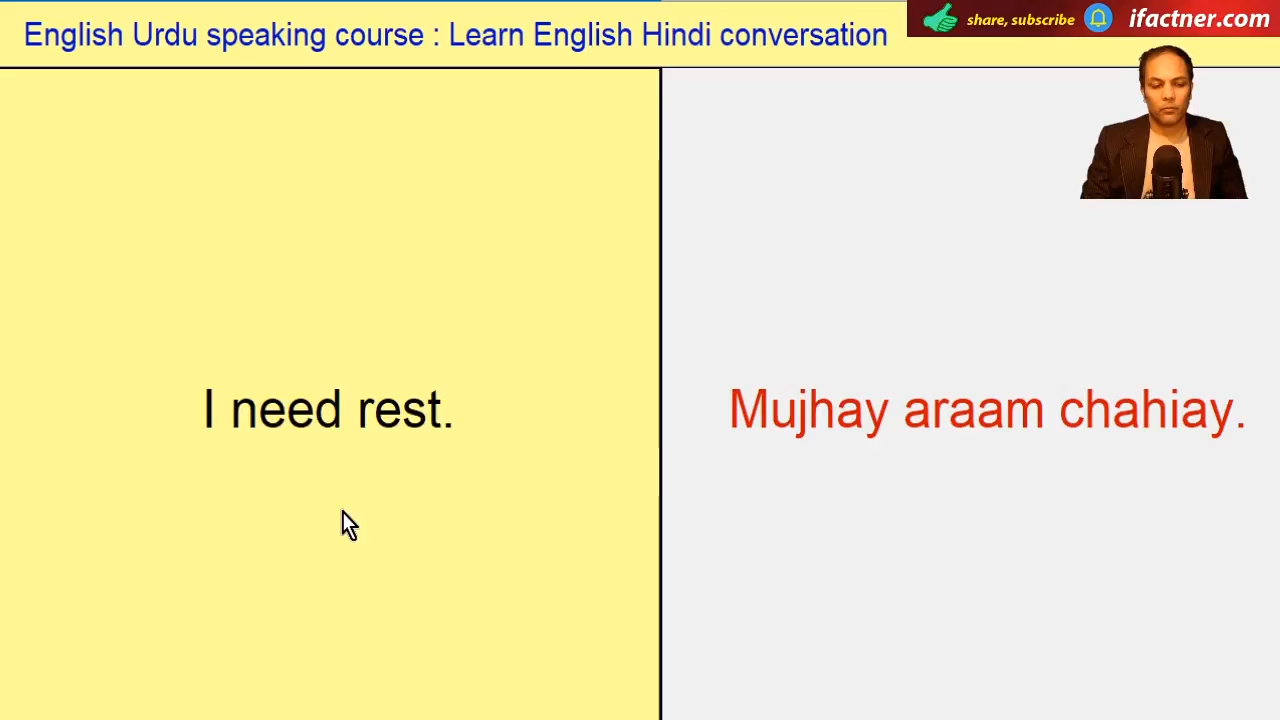 English Urdu speaking course : Learn English Hindi conversation
share, subscribe
ifactner.com
I need rest.
Mujhay araam chahiay.